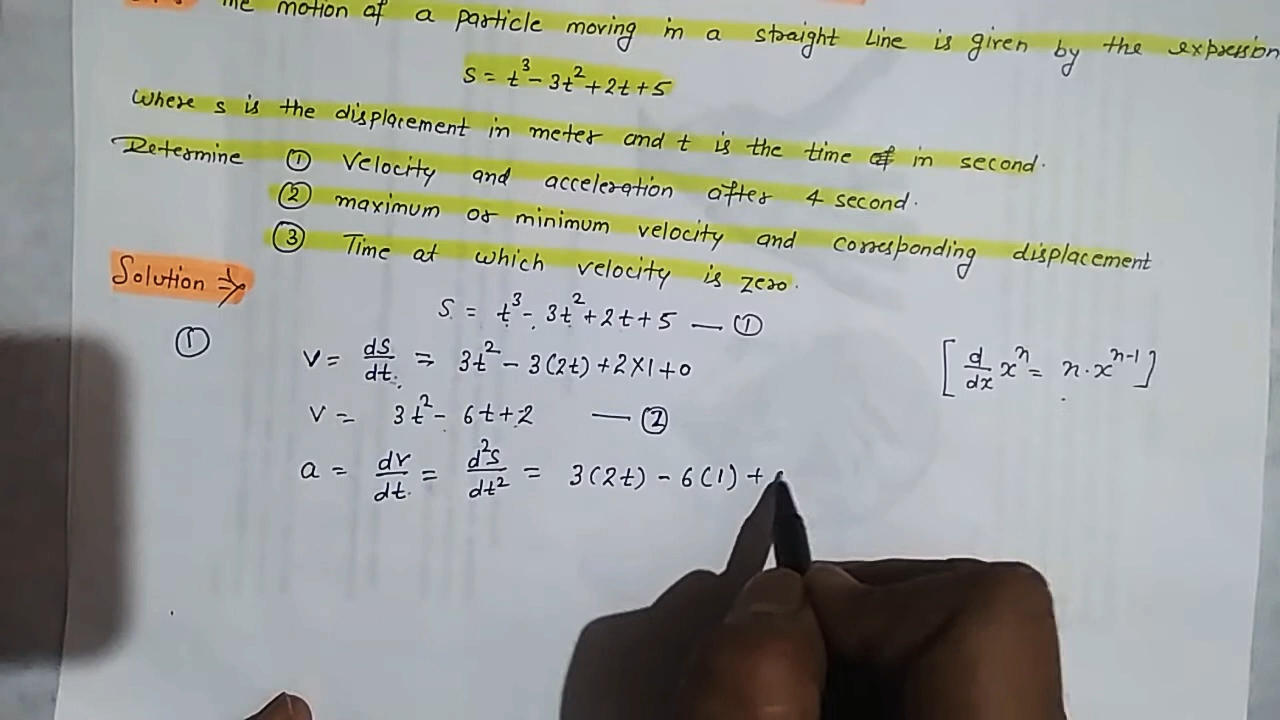 The motion of a particle moving in a straight line is given by the expression
S = t³ - 3t² + 2t + 5
where s is the displacement in meter and t is the time in second.
Determine ① Velocity and acceleration after 4 second.
② maximum or minimum velocity and corresponding displacement
③ Time at which velocity is zero.
Solution ⇒
S = t³ - 3t² + 2t + 5 — ①
①
V = dS/dt ⇒ 3t² - 3(2t) + 2×1 + 0 [d/dx xⁿ = n·xⁿ⁻¹]
V = 3t² - 6t + 2 — ②
a = dv/dt = d²S/dt² = 3(2t) - 6(1) +